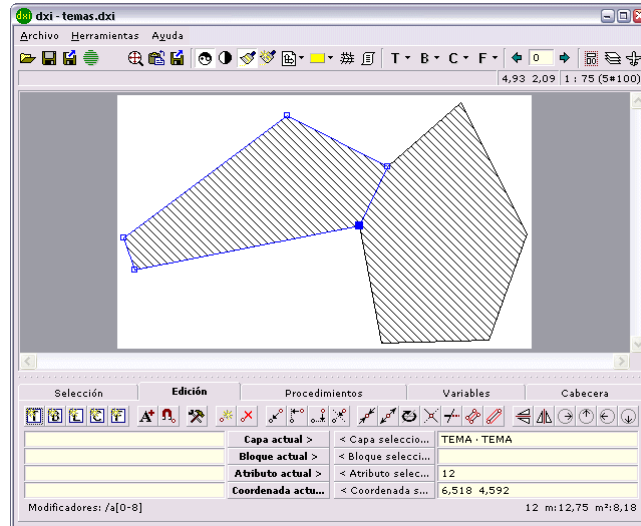 dxi dxi - temas.dxi
Archivo Herramientas Ayuda
T B C F 0
4,93 2,09 1 : 75 (5#100)
Selección Edición Procedimientos Variables Cabecera
Capa actual > < Capa seleccio... TEMA - TEMA
Bloque actual > < Bloque selecci...
Atributo actual > < Atributo selec... 12
Coordenada actu... < Coordenada s... 6,518 4,592
Modificadores: /a[0-8] 12 m:12,75 m²:8,18